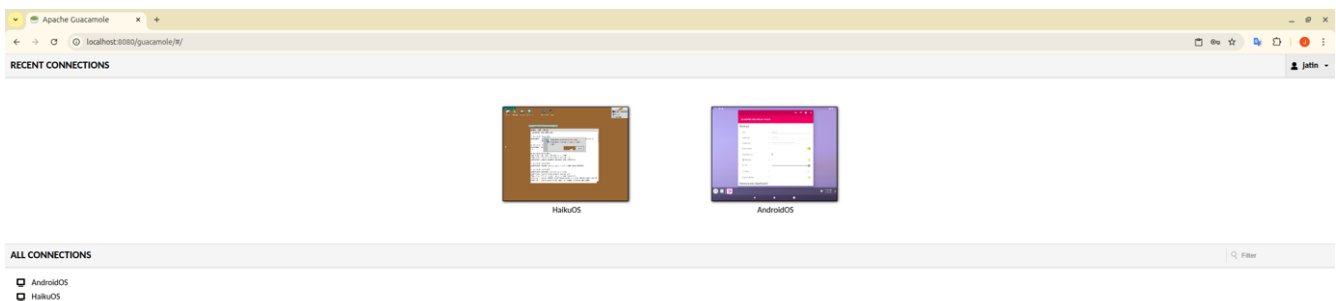 Apache Guacamole
localhost:8080/guacamole/#/
J
RECENT CONNECTIONS
jatin
HaikuOS
AndroidOS
ALL CONNECTIONS
Filter
AndroidOS
HaikuOS